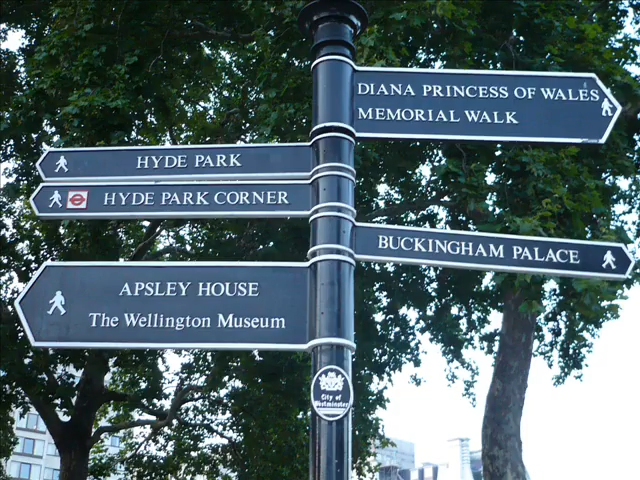 DIANA PRINCESS OF WALES
MEMORIAL WALK
HYDE PARK
HYDE PARK CORNER
BUCKINGHAM PALACE
APSLEY HOUSE
The Wellington Museum
City of
Westminster